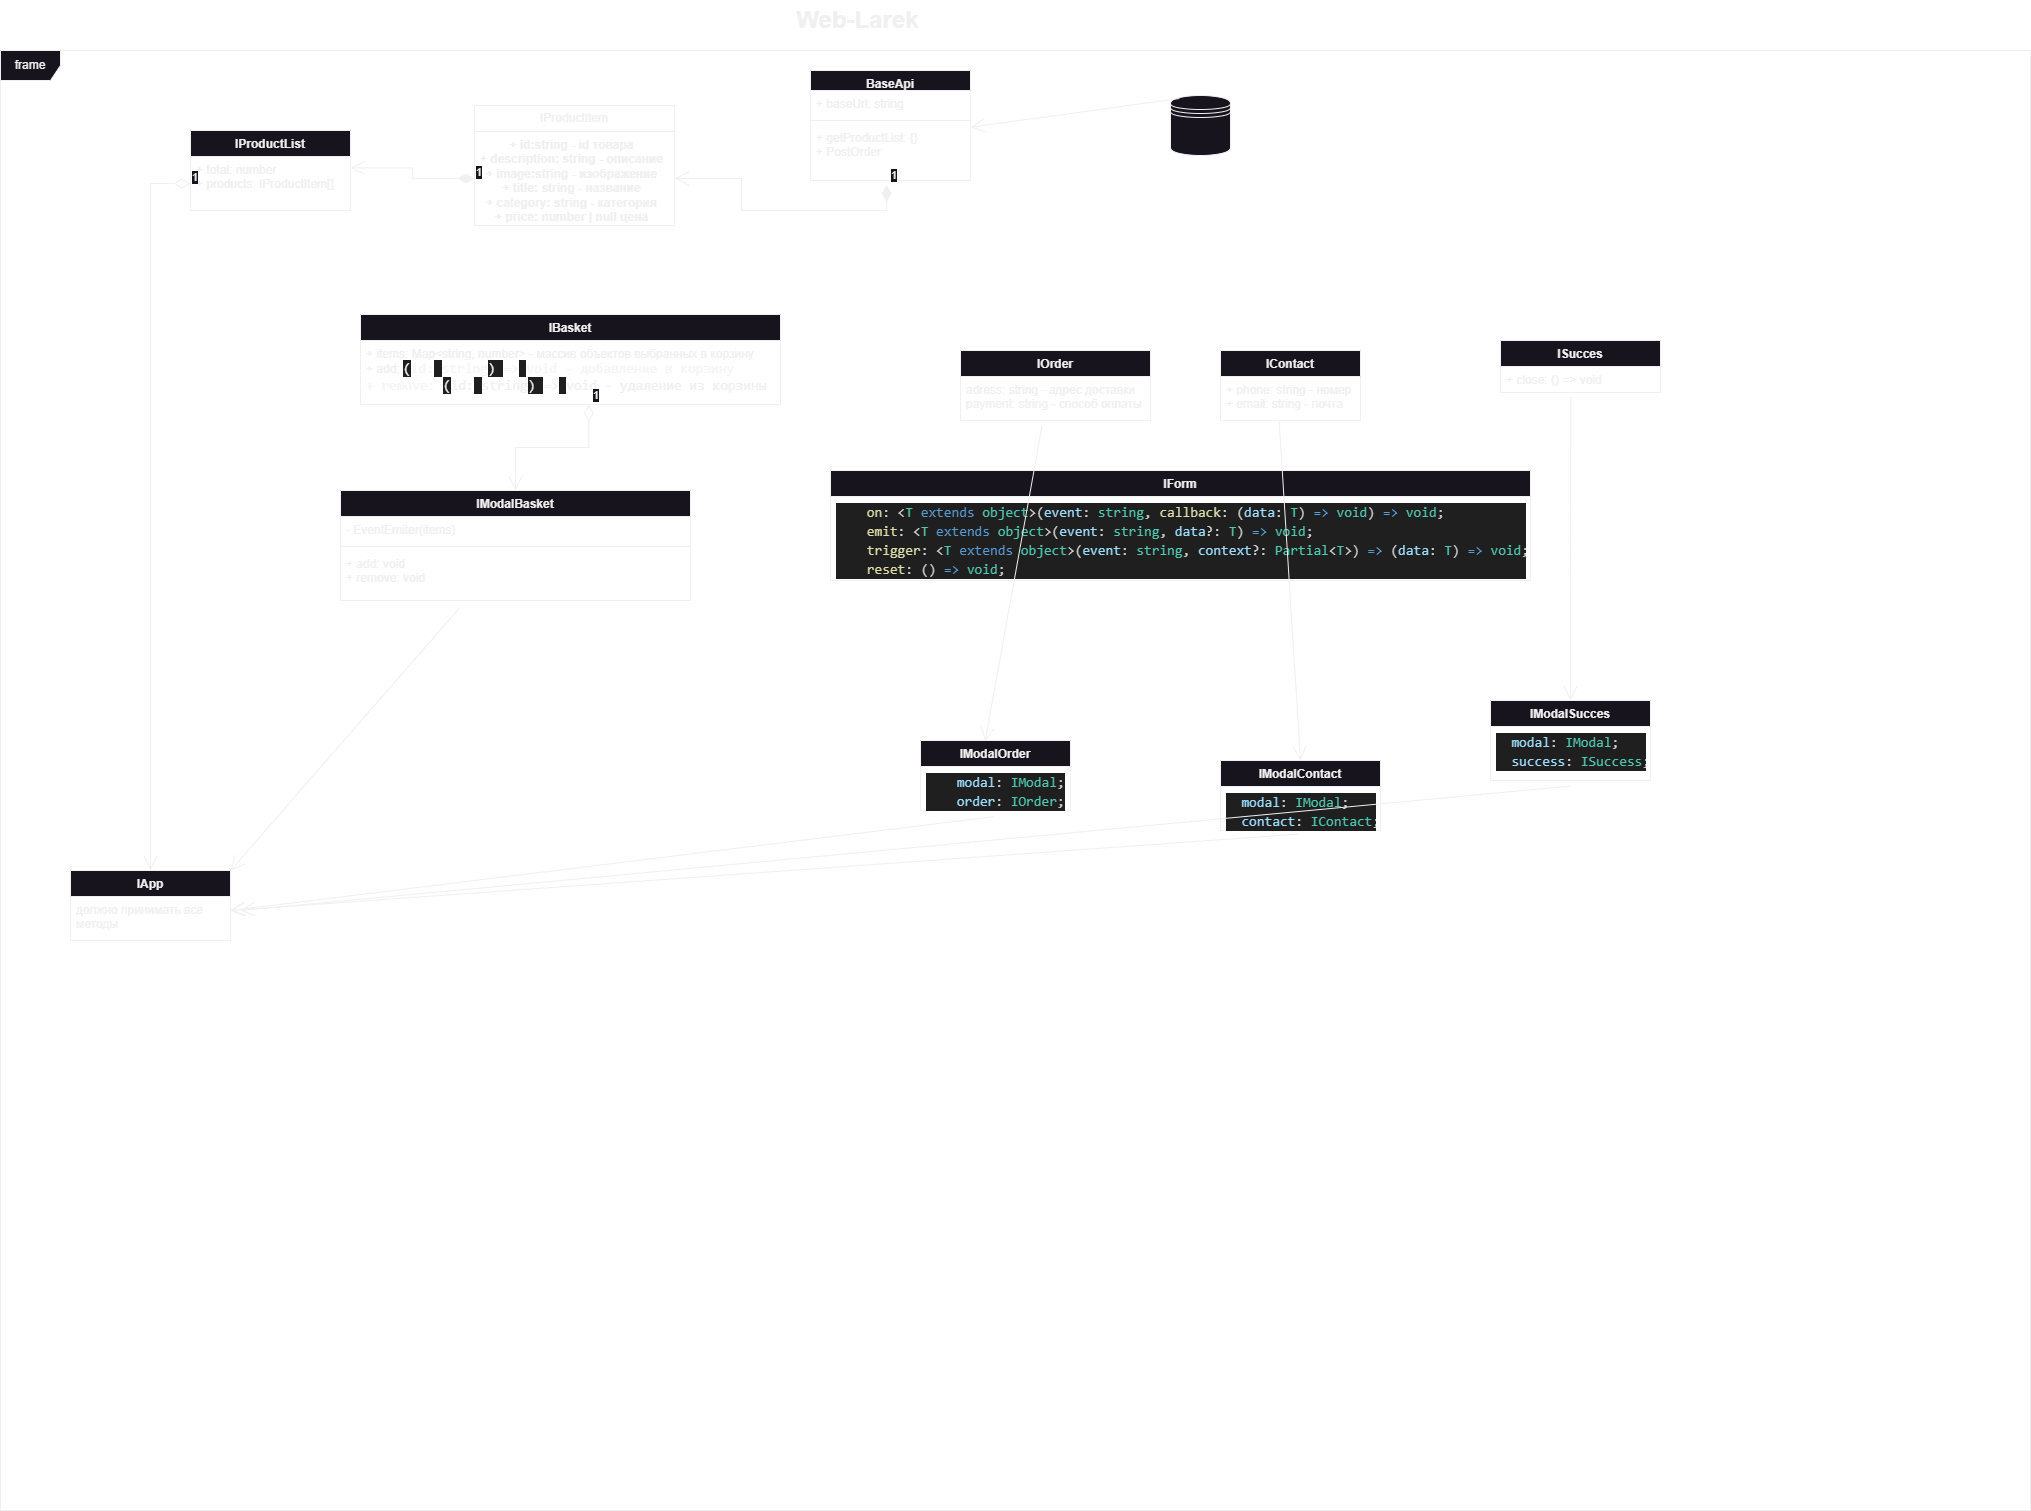 Web-Larek
frame
BaseApi
+ baseUrl: string
+ getProductList: {}
+ PostOrder
1
IProductItem
+ id:string - id товара
+ description: string - описание
+ image:string - изображение
+ title: string - название
+ category: string - категория
+ price: number | null цена
1
IProductList
+ total: number
- products: IProductItem[]
1
IBasket
+ items: Map<string, number> - массив объектов выбранных в корзину
+ add: (id: string) => void - добавление в корзину
+ remove: (id: string) => void - удаление из корзины
1
IOrder
adress: string - адрес доставки
payment: string - способ оплаты
IContact
+ phone: string - номер
+ email: string - почта
ISucces
+ close: () => void
IForm
on: <T extends object>(event: string, callback: (data: T) => void) => void;
emit: <T extends object>(event: string, data?: T) => void;
trigger: <T extends object>(event: string, context?: Partial<T>) => (data: T) => void;
reset: () => void;
IModalBasket
- EventEmiter(items)
+ add: void
+ remove: void
IModalSucces
modal: IModal;
success: ISuccess;
IModalOrder
modal: IModal;
order: IOrder;
IModalContact
modal: IModal;
contact: IContact;
IApp
должно принимать все
методы